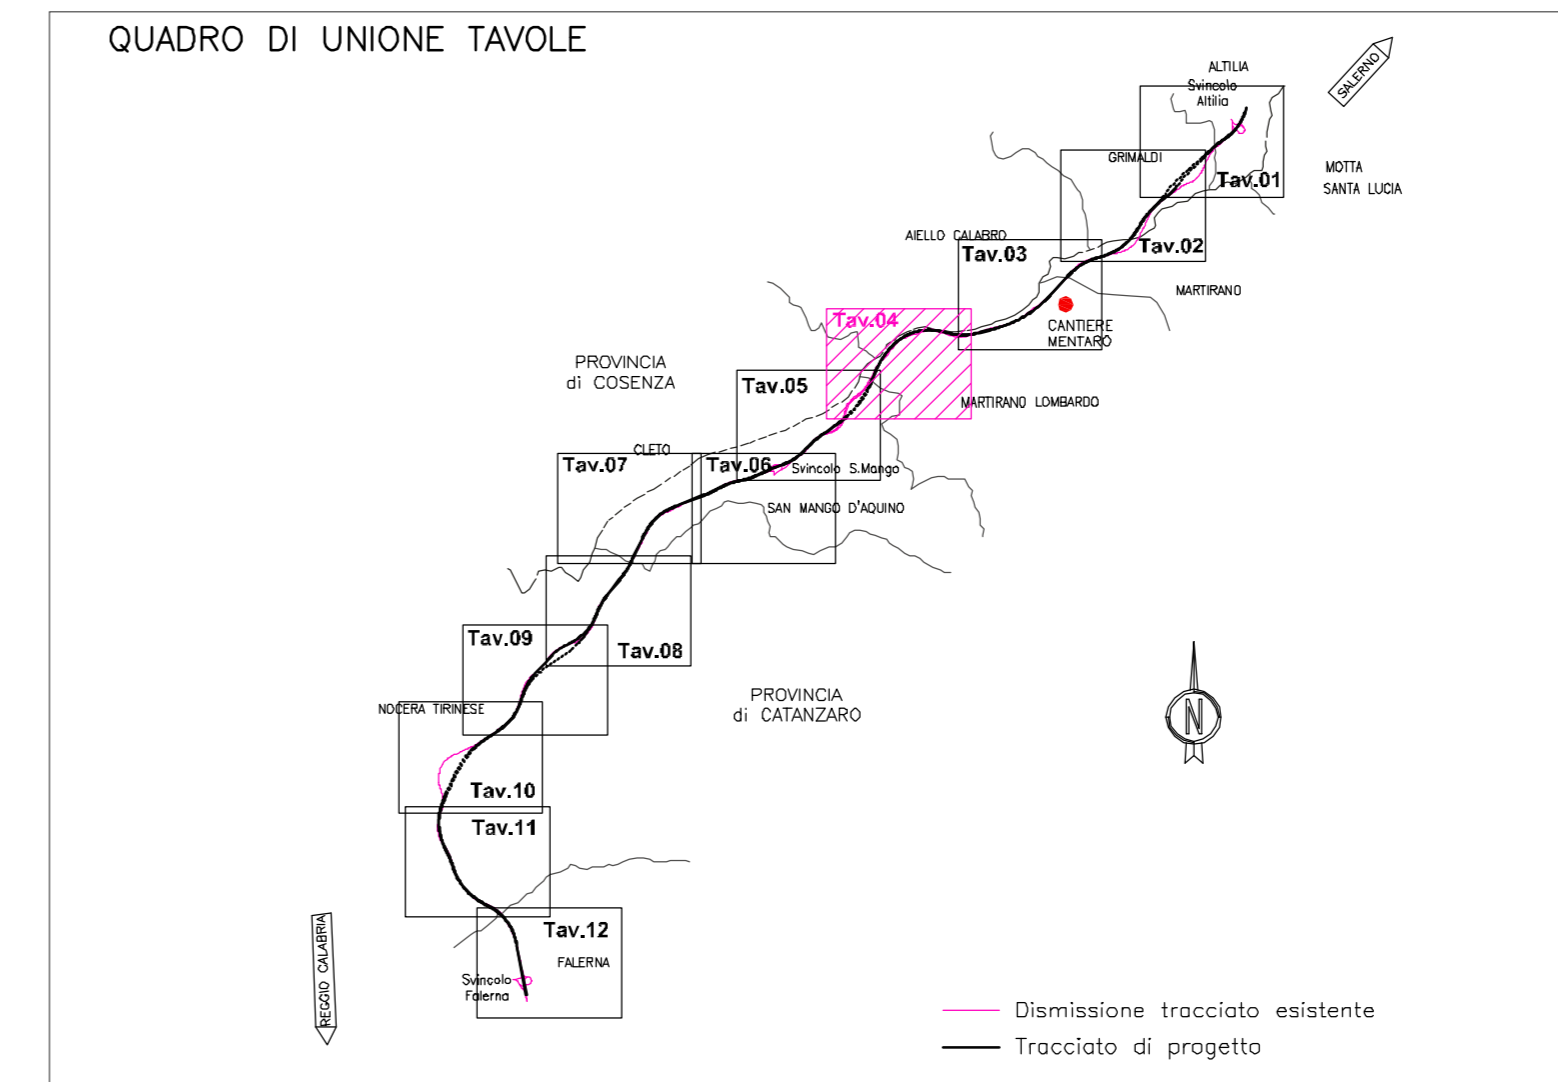 QUADRO DI UNIONE TAVOLE
SALERNO
ALTILIA
Svincolo
Altilia
GRIMALDI
Tav.01
MOTTA
SANTA LUCIA
AIELLO CALABRO
Tav.02
Tav.03
MARTIRANO
CANTIERE
MENTARO
Tav.04
PROVINCIA
di COSENZA
Tav.05
MARTIRANO LOMBARDO
CLETO
Tav.07
Tav.06
Svincolo S.Mango
SAN MANGO D'AQUINO
Tav.09
Tav.08
PROVINCIA
di CATANZARO
NOCERA TIRINESE
N
Tav.10
Tav.11
Tav.12
FALERNA
Svincolo
Falerna
REGGIO CALABRIA
Dismissione tracciato esistente
Tracciato di progetto